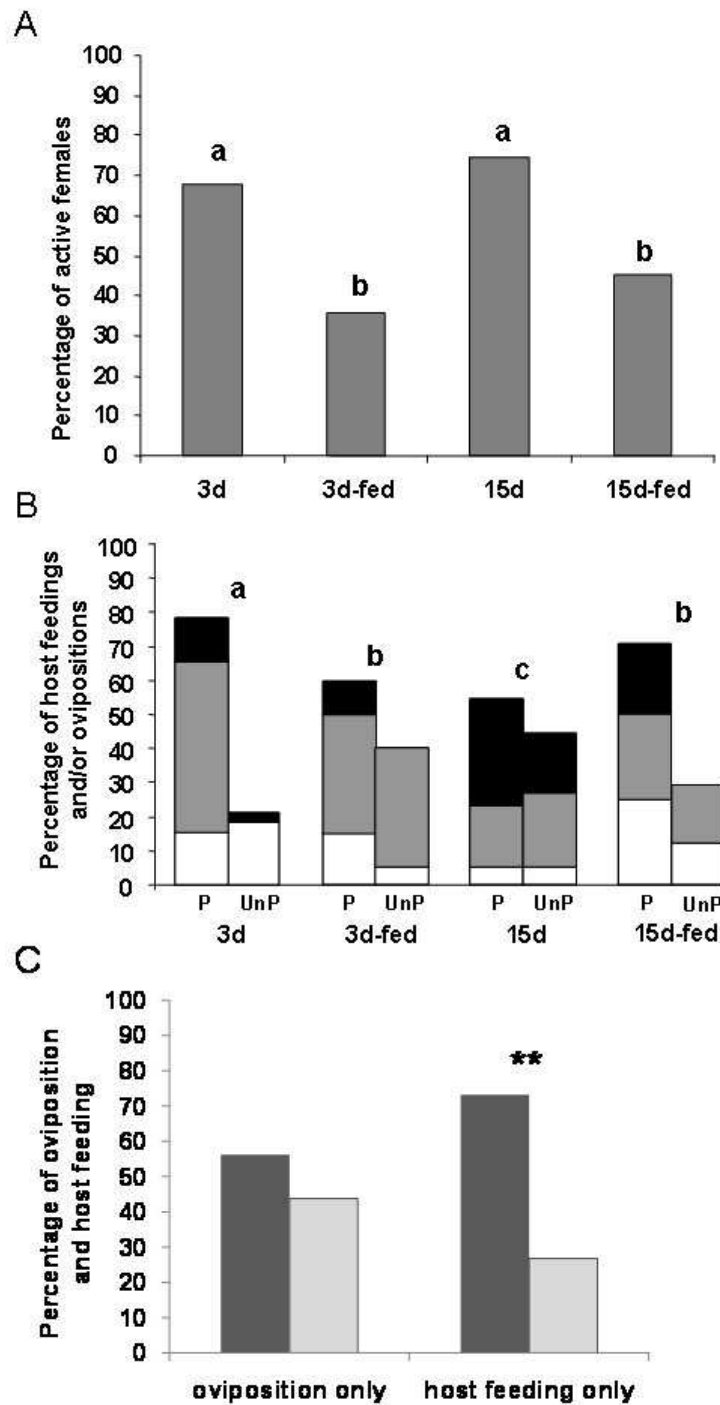 A
Percentage of active females
100
90
80
70
60
50
40
30
20
10
0
a
b
a
b
3d 3d-fed 15d 15d-fed
B
Percentage of host feedings
and/or ovipositions
100
90
80
70
60
50
40
30
20
10
0
a
b
c
b
P UnP P UnP P UnP P UnP
3d 3d-fed 15d 15d-fed
C
Percentage of oviposition
and host feeding
100
90
80
70
60
50
40
30
20
10
0
**
oviposition only host feeding only